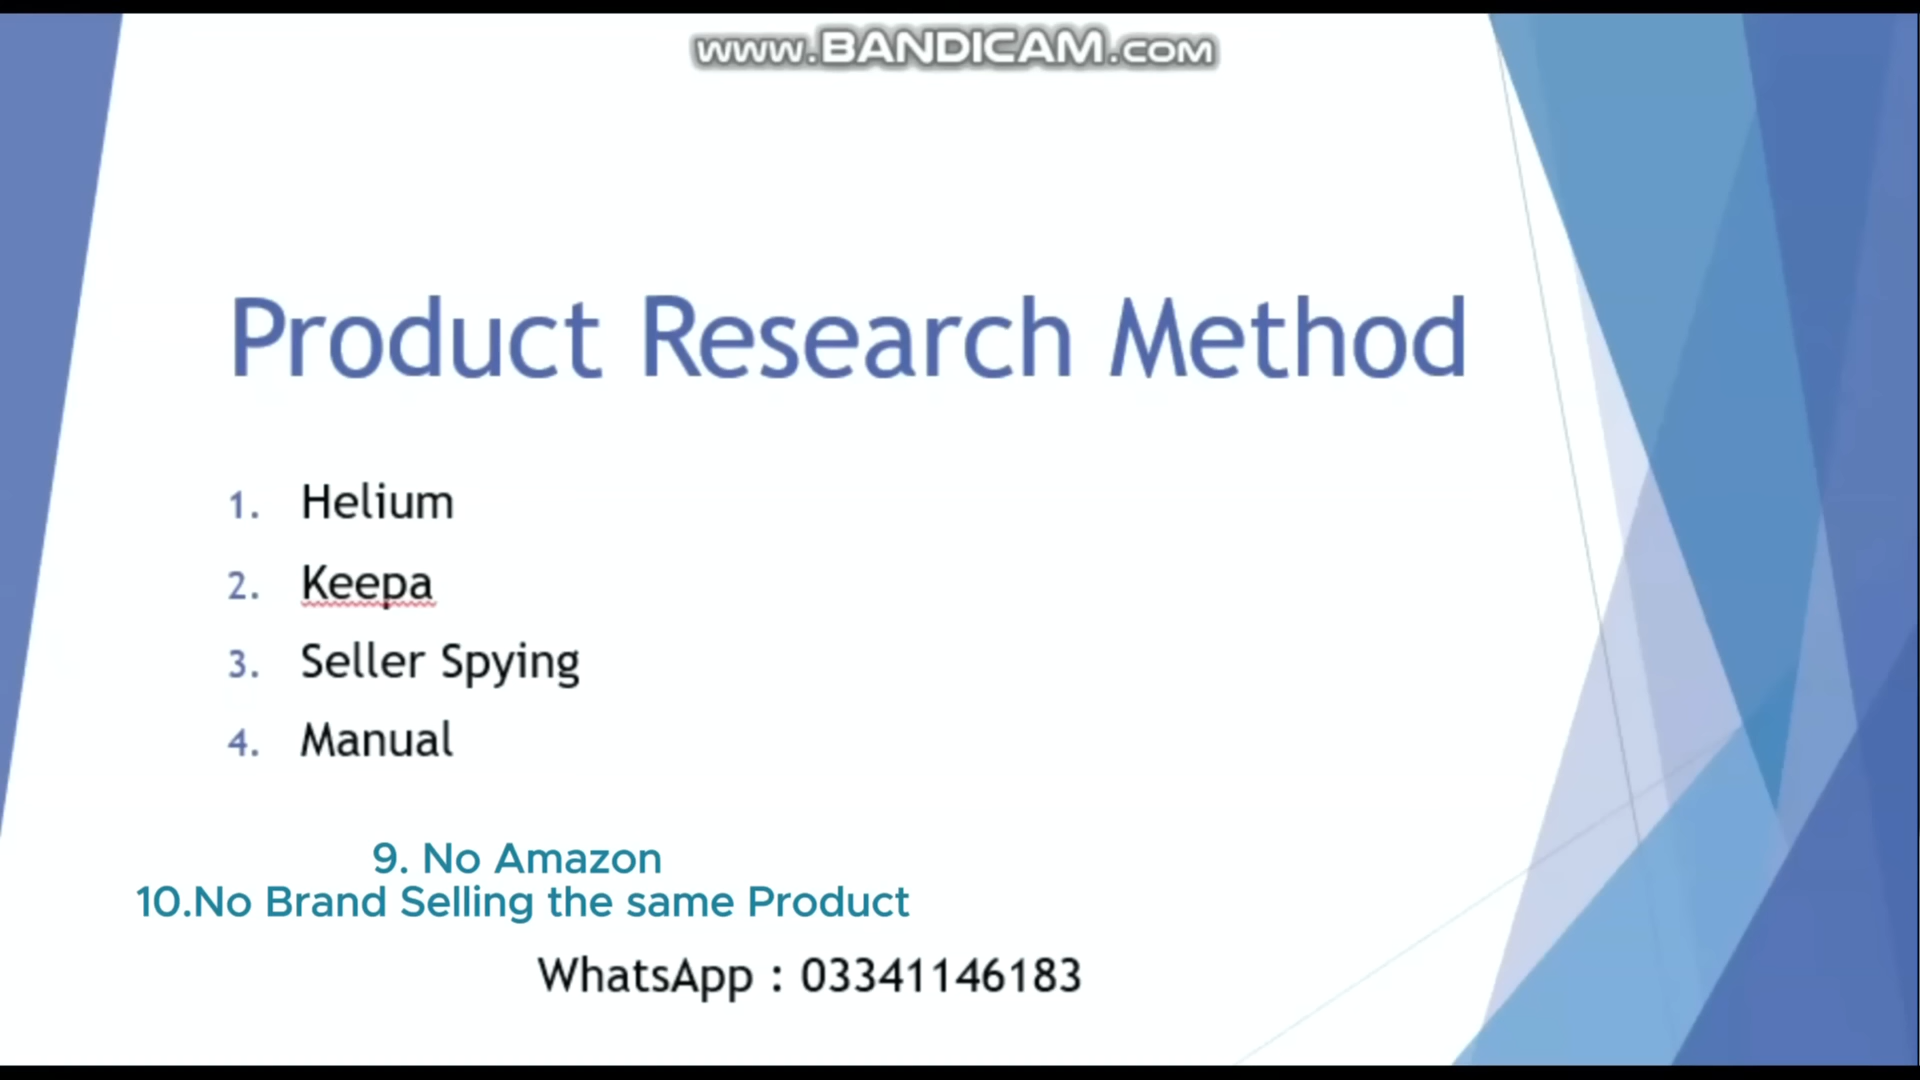 www.BANDICAM.com
Product Research Method
1. Helium
2. Keepa
3. Seller Spying
4. Manual
9. No Amazon
10.No Brand Selling the same Product
WhatsApp : 03341146183